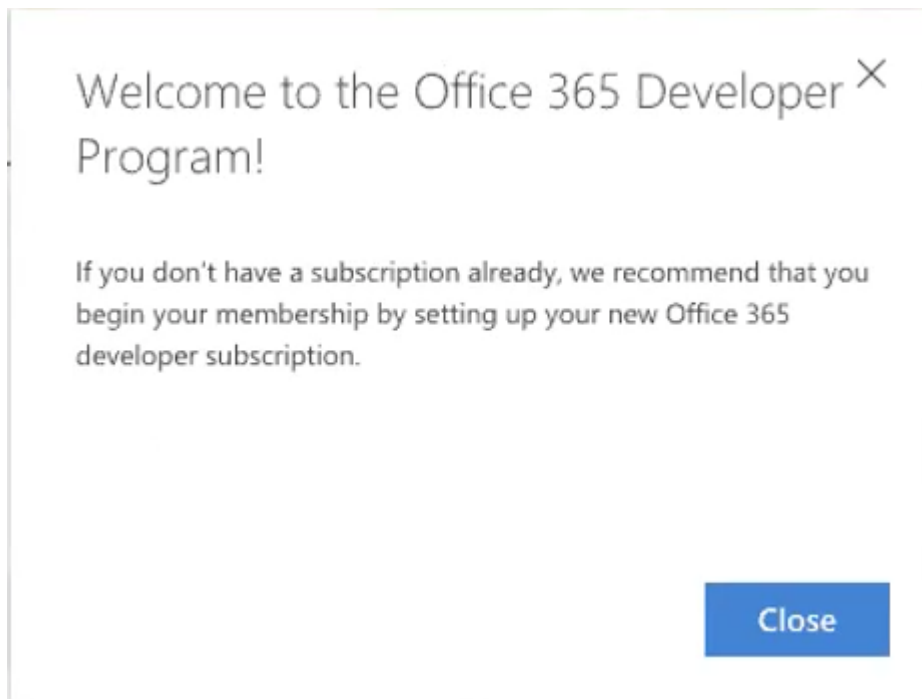 Welcome to the Office 365 Developer
Program!
If you don't have a subscription already, we recommend that you
begin your membership by setting up your new Office 365
developer subscription.
Close